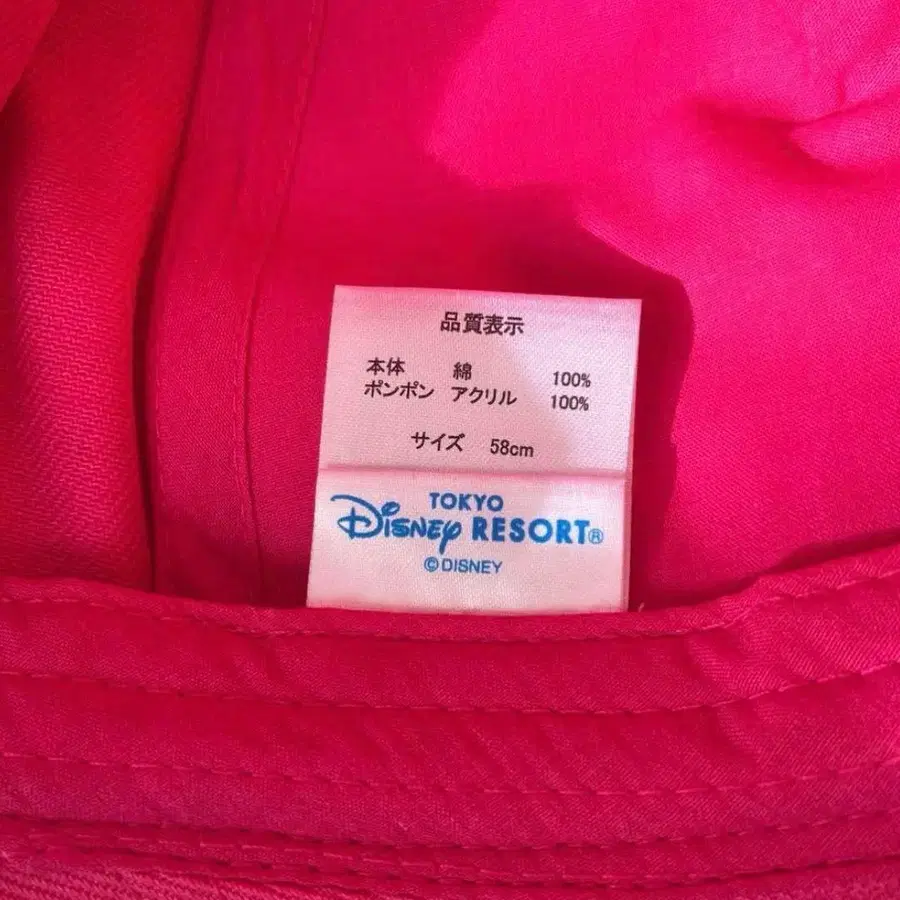 品質表示
本体 綿 100%
ポンポン アクリル 100%
サイズ 58cm
TOKYO
Disney RESORT®
©DISNEY